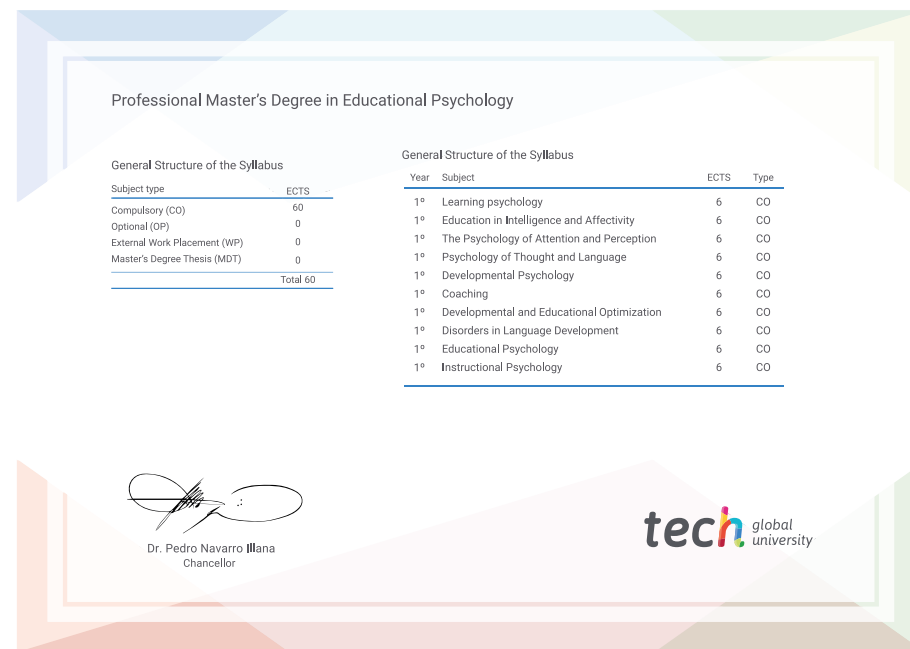 Professional Master's Degree in Educational Psychology
General Structure of the Syllabus
Subject type ECTS
Compulsory (CO) 60
Optional (OP) 0
External Work Placement (WP) 0
Master's Degree Thesis (MDT) 0
Total 60
General Structure of the Syllabus
Year Subject ECTS Type
1º Learning psychology 6 CO
1º Education in Intelligence and Affectivity 6 CO
1º The Psychology of Attention and Perception 6 CO
1º Psychology of Thought and Language 6 CO
1º Developmental Psychology 6 CO
1º Coaching 6 CO
1º Developmental and Educational Optimization 6 CO
1º Disorders in Language Development 6 CO
1º Educational Psychology 6 CO
1º Instructional Psychology 6 CO
Dr. Pedro Navarro Illana
Chancellor
tech global
university